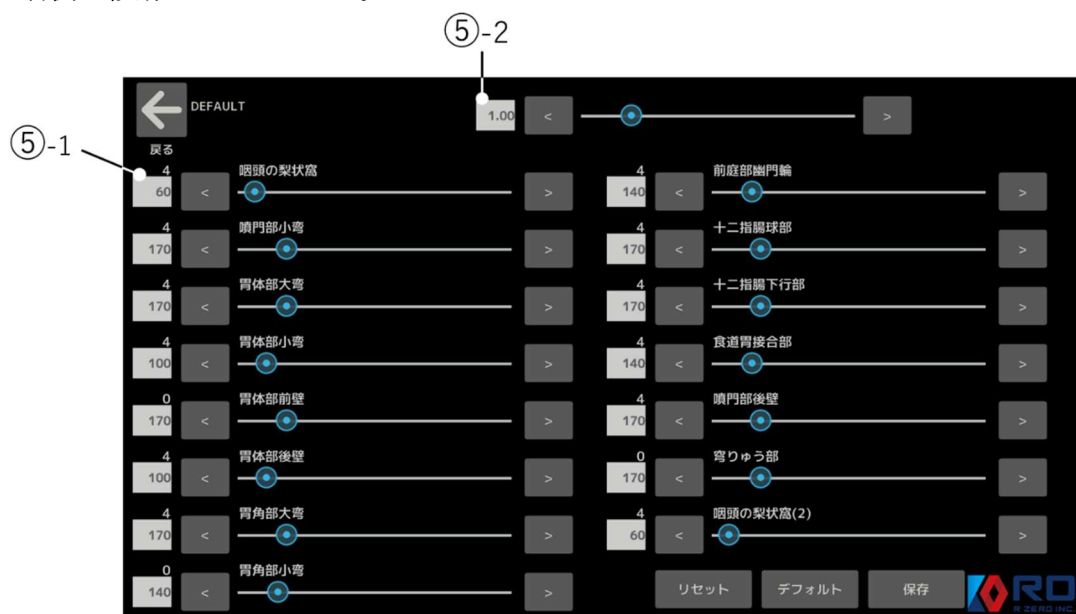 ⑤-2
⑤-1
DEFAULT
1.00 < >
戻る
4 咽頭の梨状窩
60 < >
4 噴門部小弯
170 < >
4 胃体部大弯
170 < >
4 胃体部小弯
100 < >
0 胃体部前壁
170 < >
4 胃体部後壁
100 < >
4 胃角部大弯
170 < >
0 胃角部小弯
140 < >
4 前庭部幽門輪
140 < >
4 十二指腸球部
170 < >
4 十二指腸下行部
170 < >
4 食道胃接合部
140 < >
4 噴門部後壁
170 < >
0 穹りゅう部
170 < >
4 咽頭の梨状窩(2)
60 < >
リセット デフォルト 保存
R ZERO INC